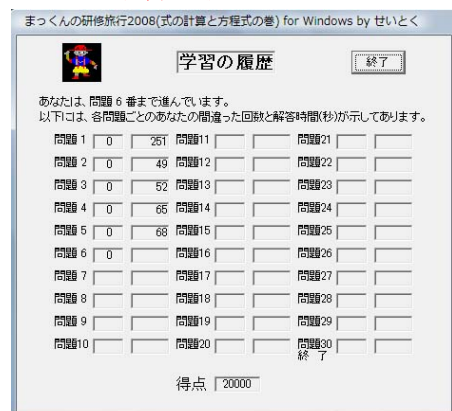 まっくんの研修旅行2008(式の計算と方程式の巻) for Windows by せいとく
学習の履歴
終了
あなたは、問題 6 番まで進んでいます。
以下には、各問題ごとのあなたの間違った回数と解答時間(秒)が示してあります。
問題 1 0 251 問題11 問題21
問題 2 0 49 問題12 問題22
問題 3 0 52 問題13 問題23
問題 4 0 65 問題14 問題24
問題 5 0 68 問題15 問題25
問題 6 0 問題16 問題26
問題 7 問題17 問題27
問題 8 問題18 問題28
問題 9 問題19 問題29
問題10 問題20 問題30
終 了
得点 20000